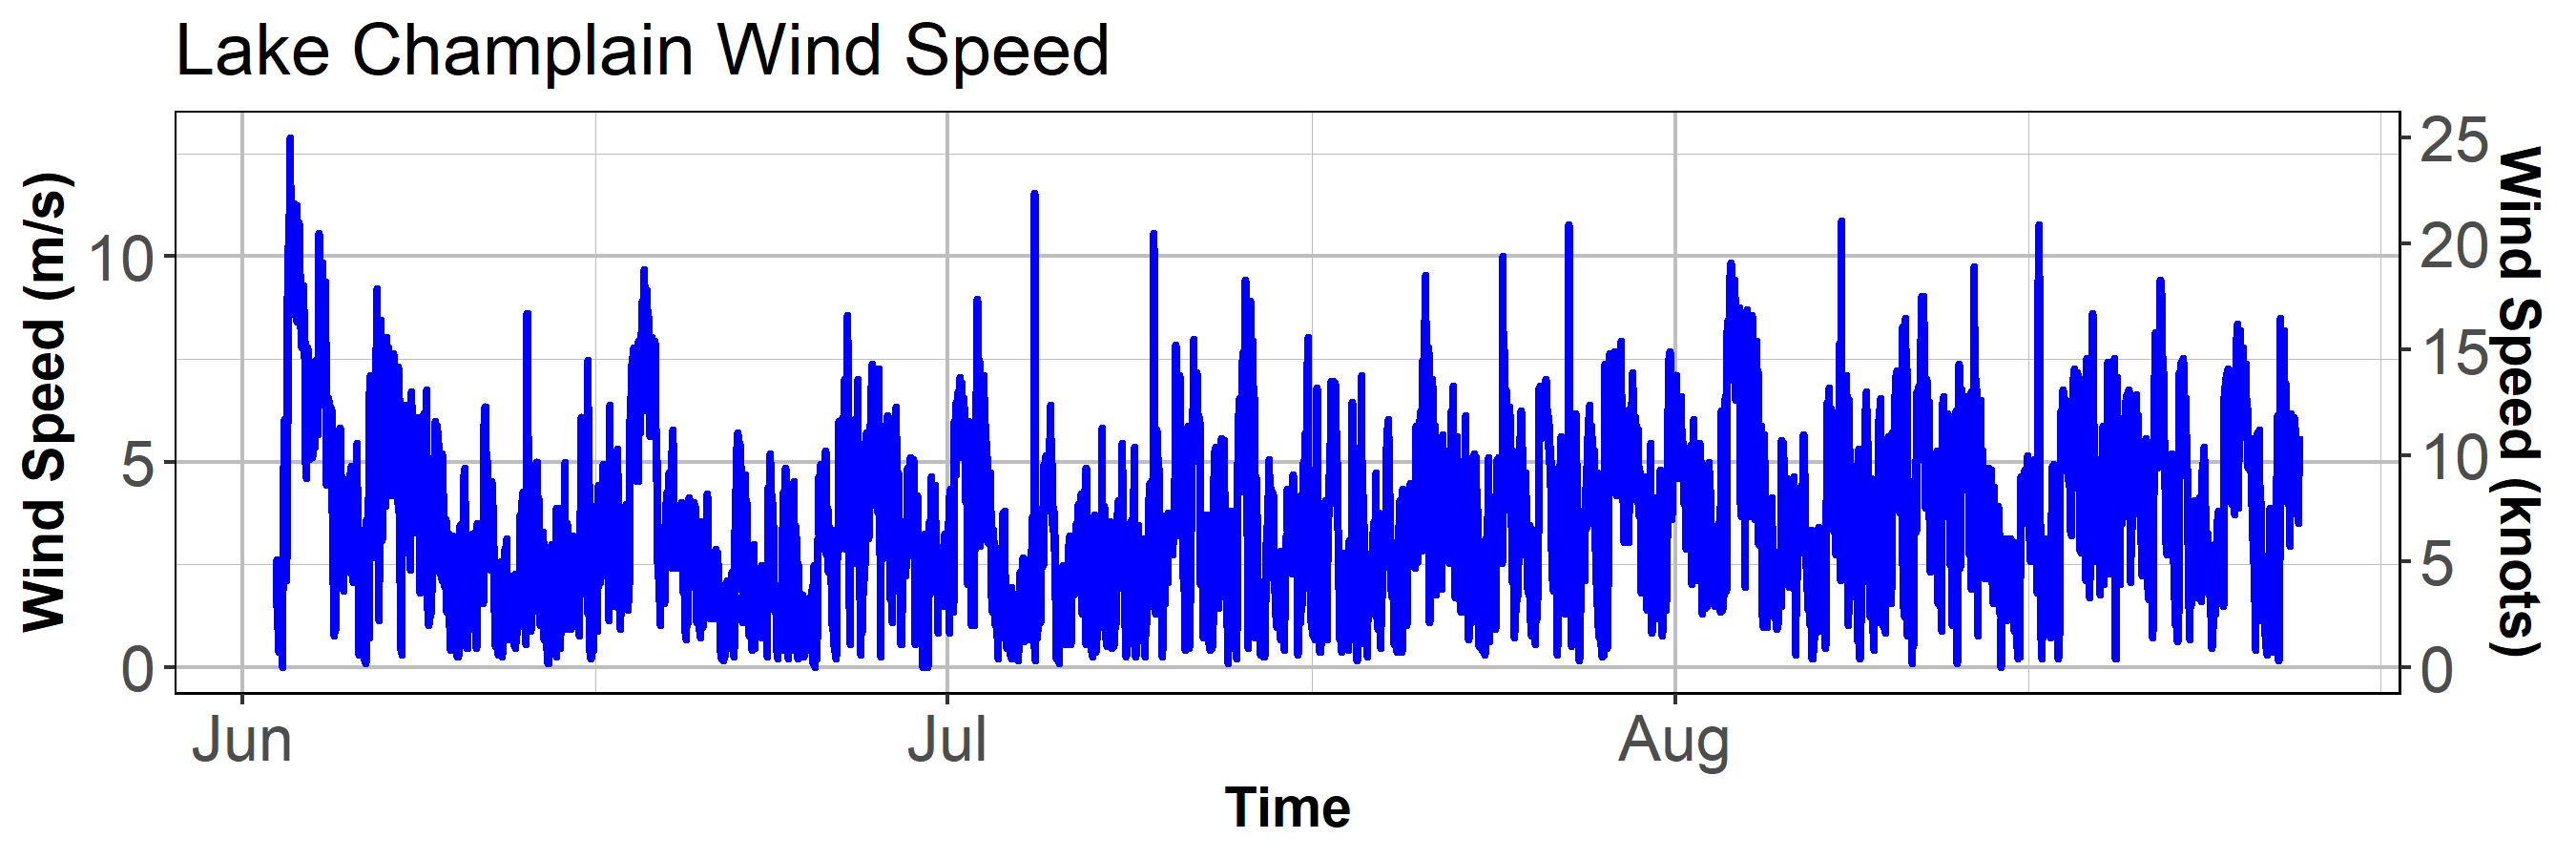 Lake Champlain Wind Speed
Wind Speed (m/s)
10
5
0
25
20
15
10
5
0
Wind Speed (knots)
Jun
Jul
Aug
Time